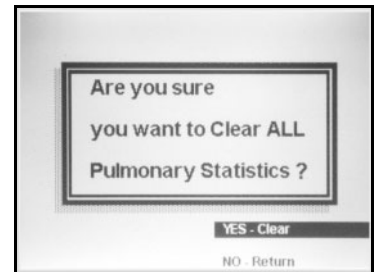 Are you sure
you want to Clear ALL
Pulmonary Statistics ?
YES - Clear
NO - Return